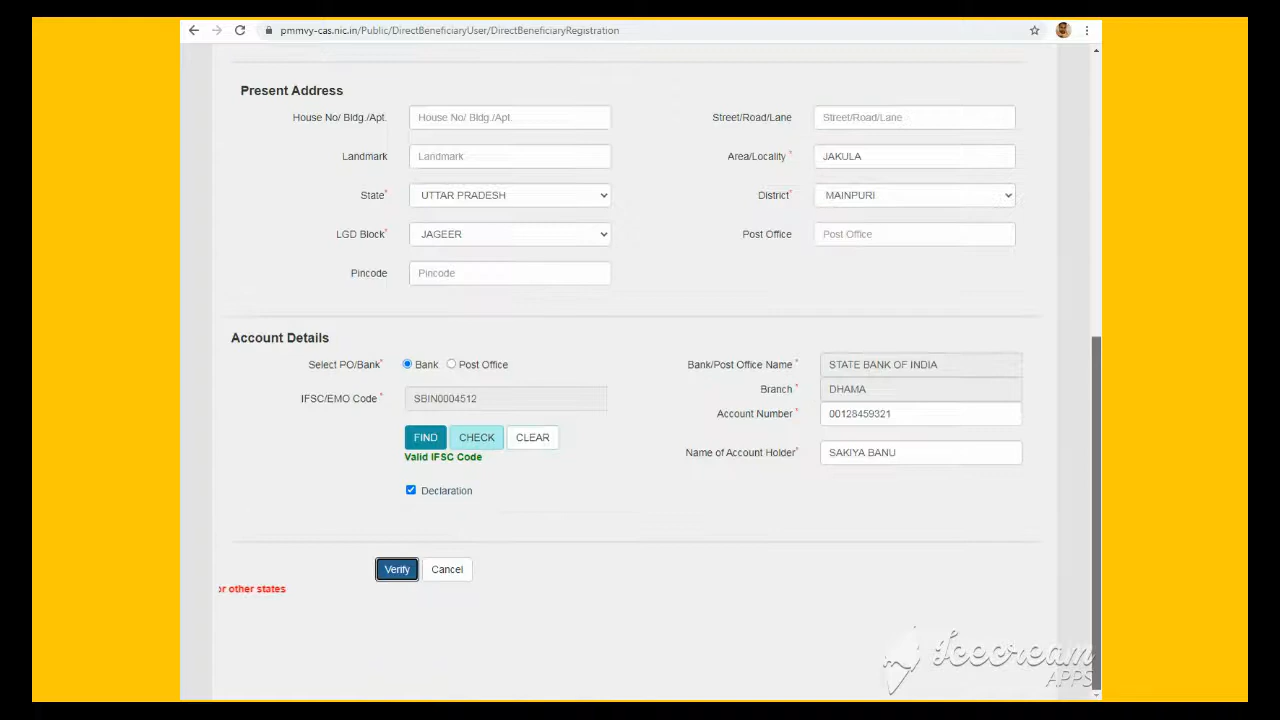 pmmvy-cas.nic.in/Public/DirectBeneficiaryUser/DirectBeneficiaryRegistration
Present Address
House No/ Bldg./Apt. House No/ Bldg./Apt. Street/Road/Lane Street/Road/Lane
Landmark Landmark Area/Locality * JAKULA
State* UTTAR PRADESH District* MAINPURI
LGD Block* JAGEER Post Office Post Office
Pincode Pincode
Account Details
Select PO/Bank* Bank Post Office Bank/Post Office Name * STATE BANK OF INDIA
Branch * DHAMA
IFSC/EMO Code * SBIN0004512 Account Number * 00128459321
FIND CHECK CLEAR
Valid IFSC Code Name of Account Holder* SAKIYA BANU
Declaration
Verify Cancel
or other states
Icecream
APPS